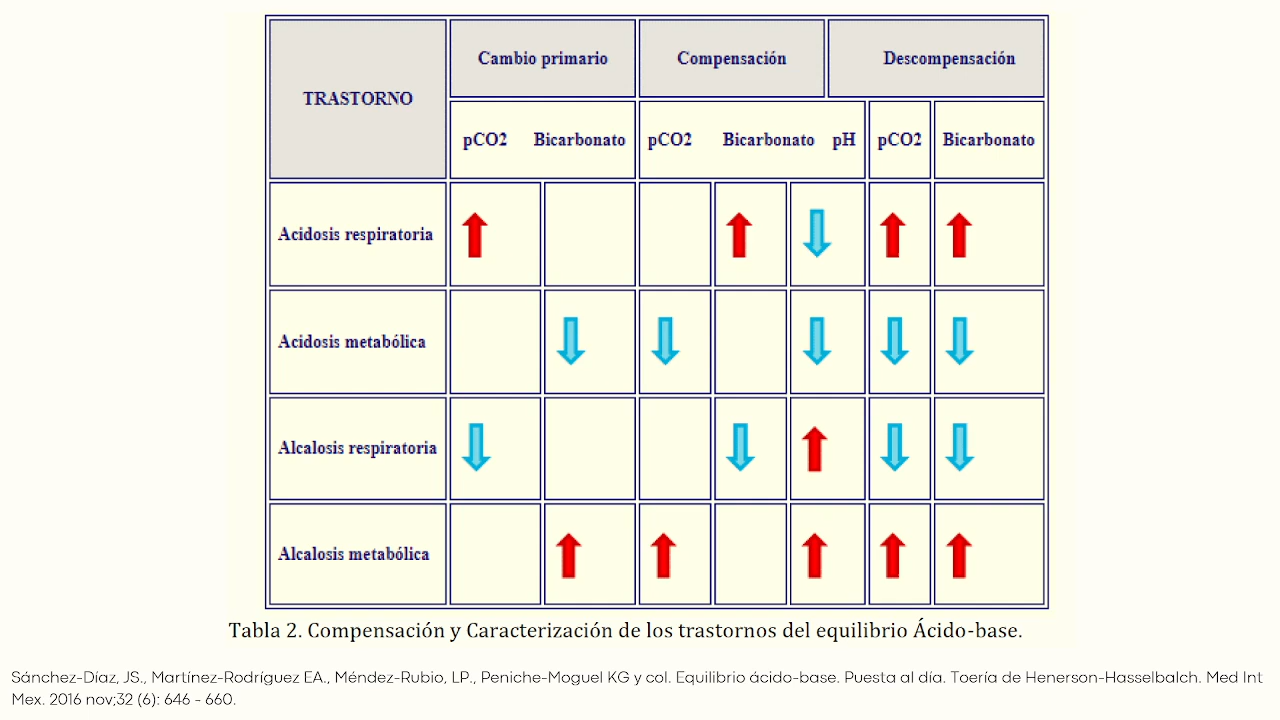 TRASTORNO
Cambio primario
Compensación
Descompensación
pCO2 Bicarbonato pCO2 Bicarbonato pH pCO2 Bicarbonato
Acidosis respiratoria
Acidosis metabólica
Alcalosis respiratoria
Alcalosis metabólica
Tabla 2. Compensación y Caracterización de los trastornos del equilibrio Ácido-base.
Sánchez-Díaz, JS., Martínez-Rodríguez EA., Méndez-Rubio, LP., Peniche-Moguel KG y col. Equilibrio ácido-base. Puesta al día. Toería de Henerson-Hasselbalch. Med Int
Mex. 2016 nov;32 (6): 646 - 660.